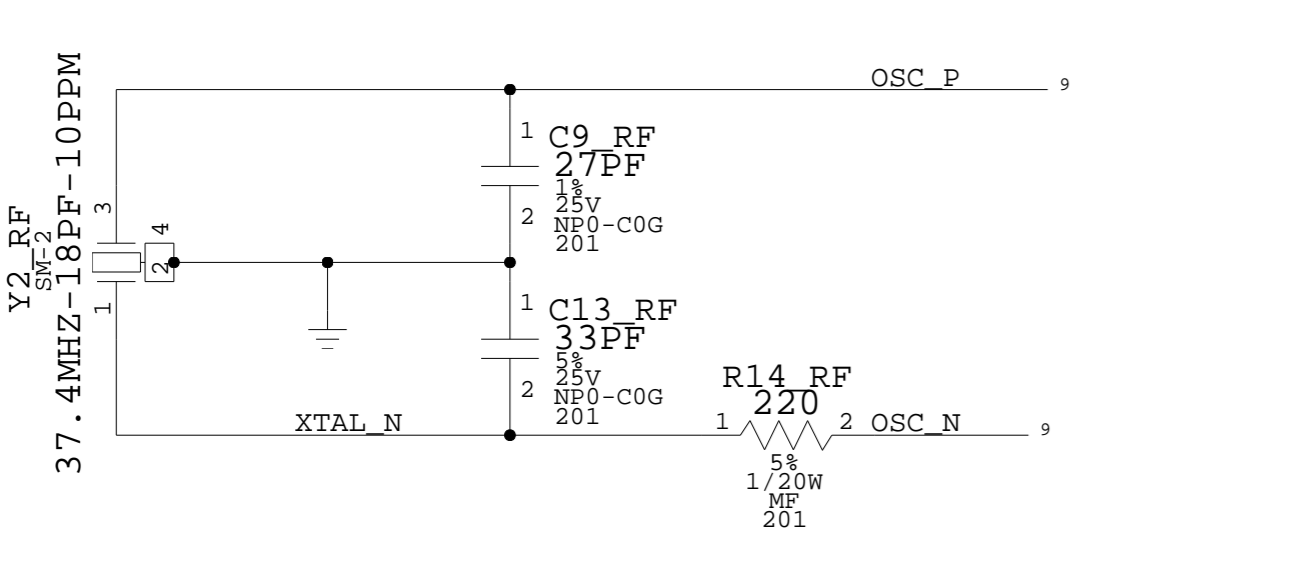 OSC_P
9
1
C9_RF
27PF
1%
25V
2
NP0-C0G
201
3
4
Y2_RF
SM-2
37.4MHZ-18PF-10PPM
2
1
1
C13_RF
33PF
5%
25V
2
NP0-C0G
201
XTAL_N
R14_RF
220
1
2
OSC_N
9
5%
1/20W
MF
201